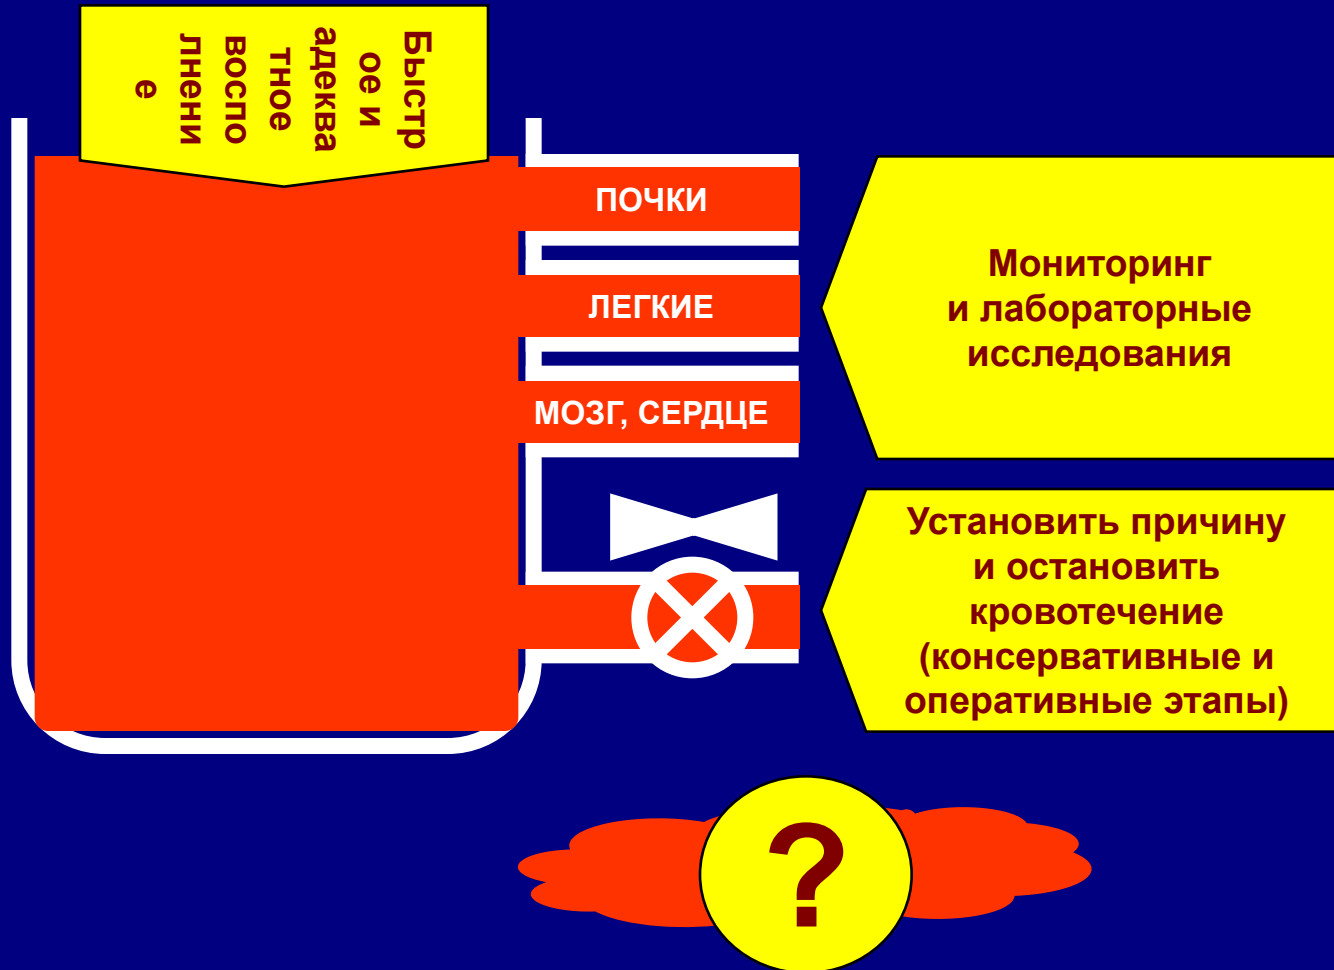 Быстр
ое и
адеква
тное
воспо
лнени
е
ПОЧКИ
ЛЕГКИЕ
МОЗГ, СЕРДЦЕ
Мониторинг
и лабораторные
исследования
Установить причину
и остановить
кровотечение
(консервативные и
оперативные этапы)
?